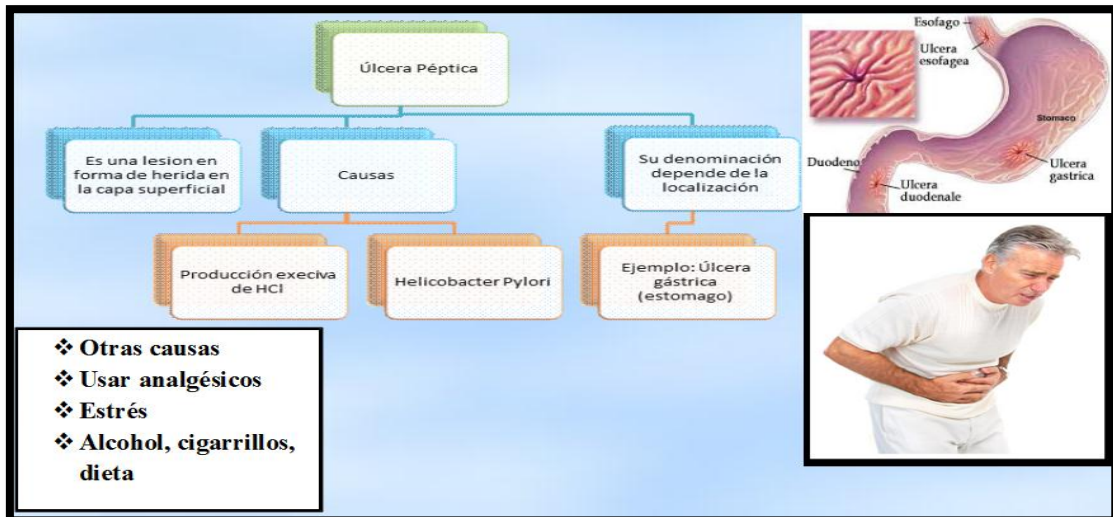 Úlcera Péptica
Es una lesion en
forma de herida en
la capa superficial
Causas
Su denominación
depende de la
localización
Producción execiva
de HCl
Helicobacter Pylori
Ejemplo: Úlcera
gástrica
(estomago)
❖ Otras causas
❖ Usar analgésicos
❖ Estrés
❖ Alcohol, cigarrillos,
dieta
Esofago
Ulcera
esofagea
Stomaco
Duodeno
Ulcera
gastrica
Ulcera
duodenale